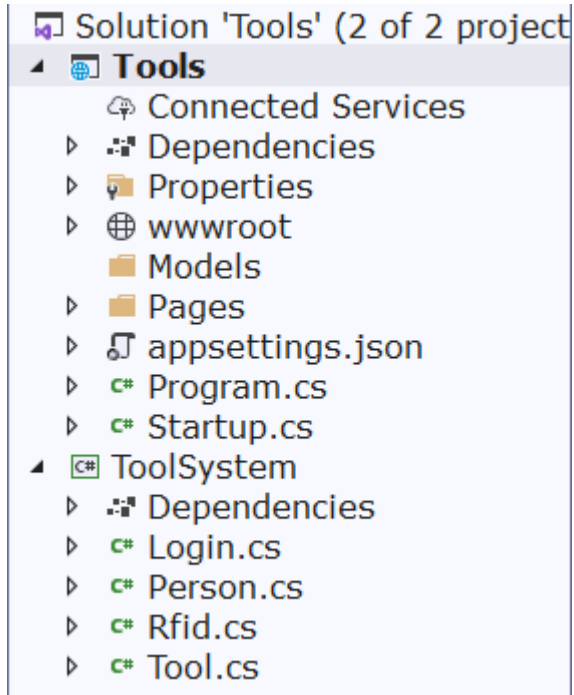 Solution 'Tools' (2 of 2 project
Tools
Connected Services
Dependencies
Properties
wwwroot
Models
Pages
appsettings.json
C# Program.cs
C# Startup.cs
C# ToolSystem
Dependencies
C# Login.cs
C# Person.cs
C# Rfid.cs
C# Tool.cs